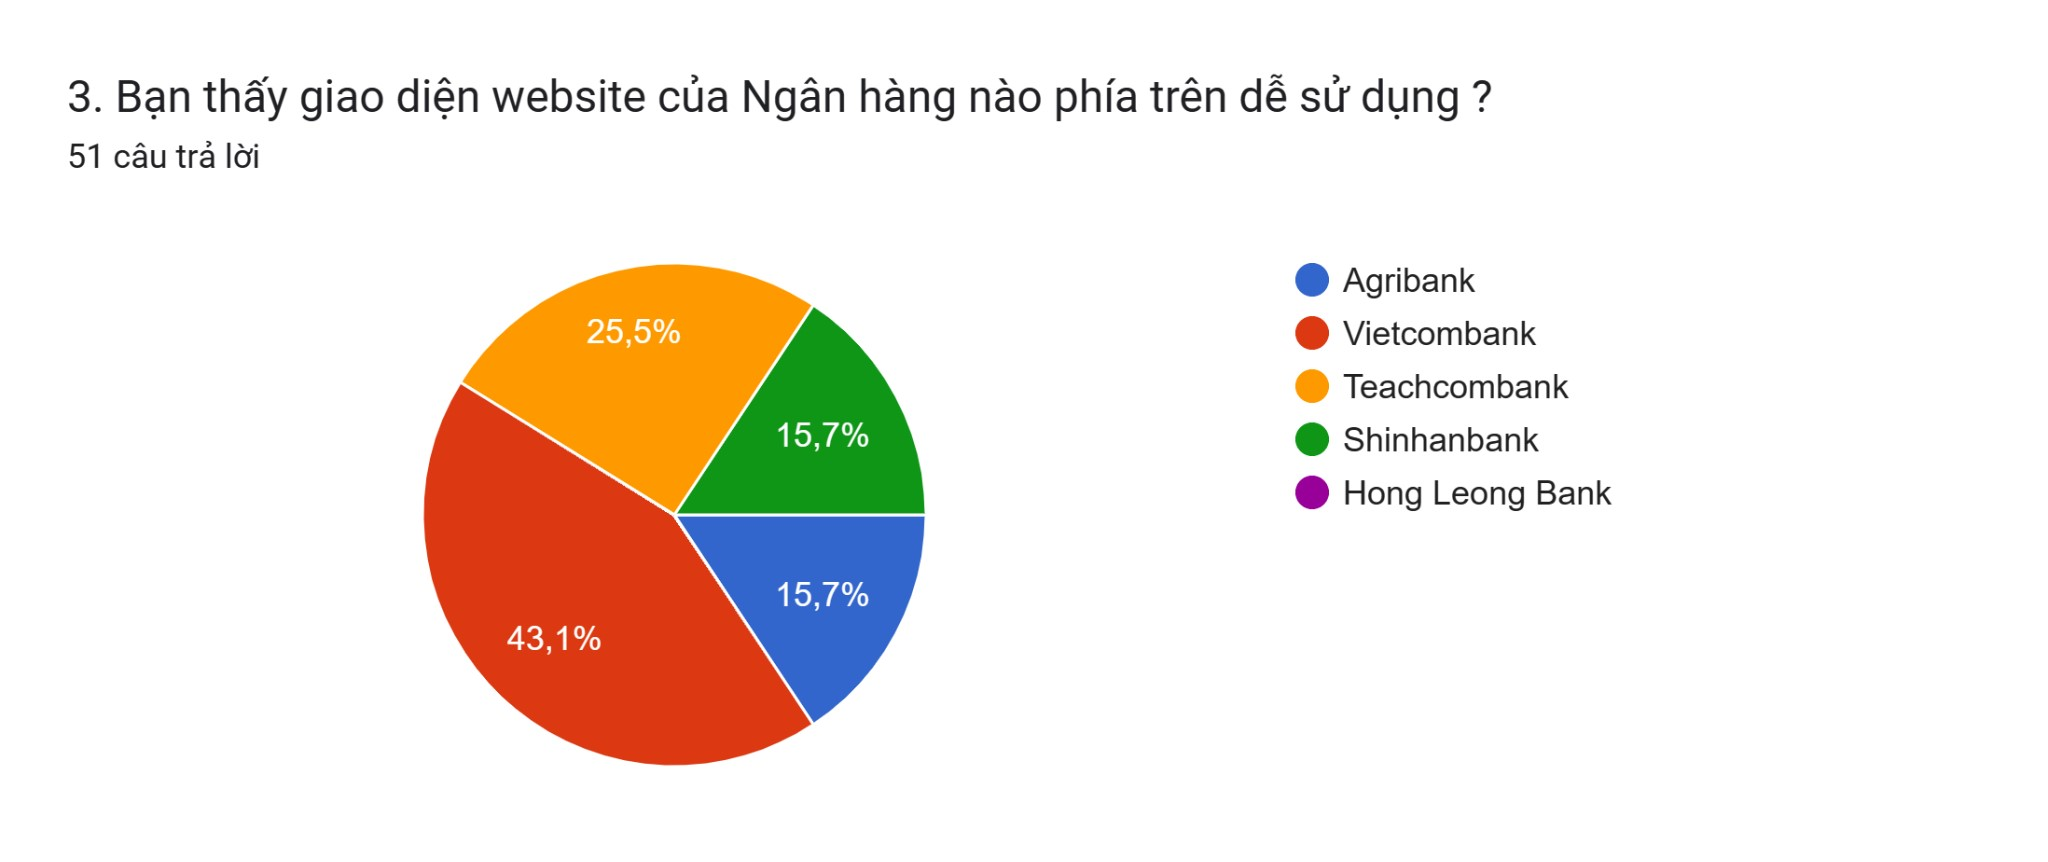 3. Bạn thấy giao diện website của Ngân hàng nào phía trên dễ sử dụng ?
51 câu trả lời
25,5%
15,7%
43,1%
15,7%
Agribank
Vietcombank
Teachcombank
Shinhanbank
Hong Leong Bank